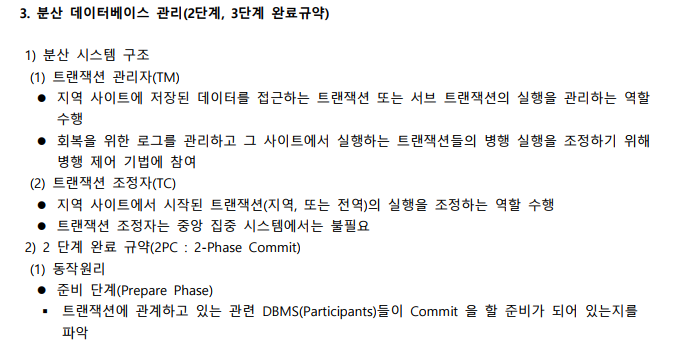 3. 분산 데이터베이스 관리(2단계, 3단계 완료규약)
1) 분산 시스템 구조
(1) 트랜잭션 관리자(TM)
● 지역 사이트에 저장된 데이터를 접근하는 트랜잭션 또는 서브 트랜잭션의 실행을 관리하는 역할
수행
● 회복을 위한 로그를 관리하고 그 사이트에서 실행하는 트랜잭션들의 병행 실행을 조정하기 위해
병행 제어 기법에 참여
(2) 트랜잭션 조정자(TC)
● 지역 사이트에서 시작된 트랜잭션(지역, 또는 전역)의 실행을 조정하는 역할 수행
● 트랜잭션 조정자는 중앙 집중 시스템에서는 불필요
2) 2 단계 완료 규약(2PC : 2-Phase Commit)
(1) 동작원리
● 준비 단계(Prepare Phase)
▪ 트랜잭션에 관계하고 있는 관련 DBMS(Participants)들이 Commit 을 할 준비가 되어 있는지를
파악